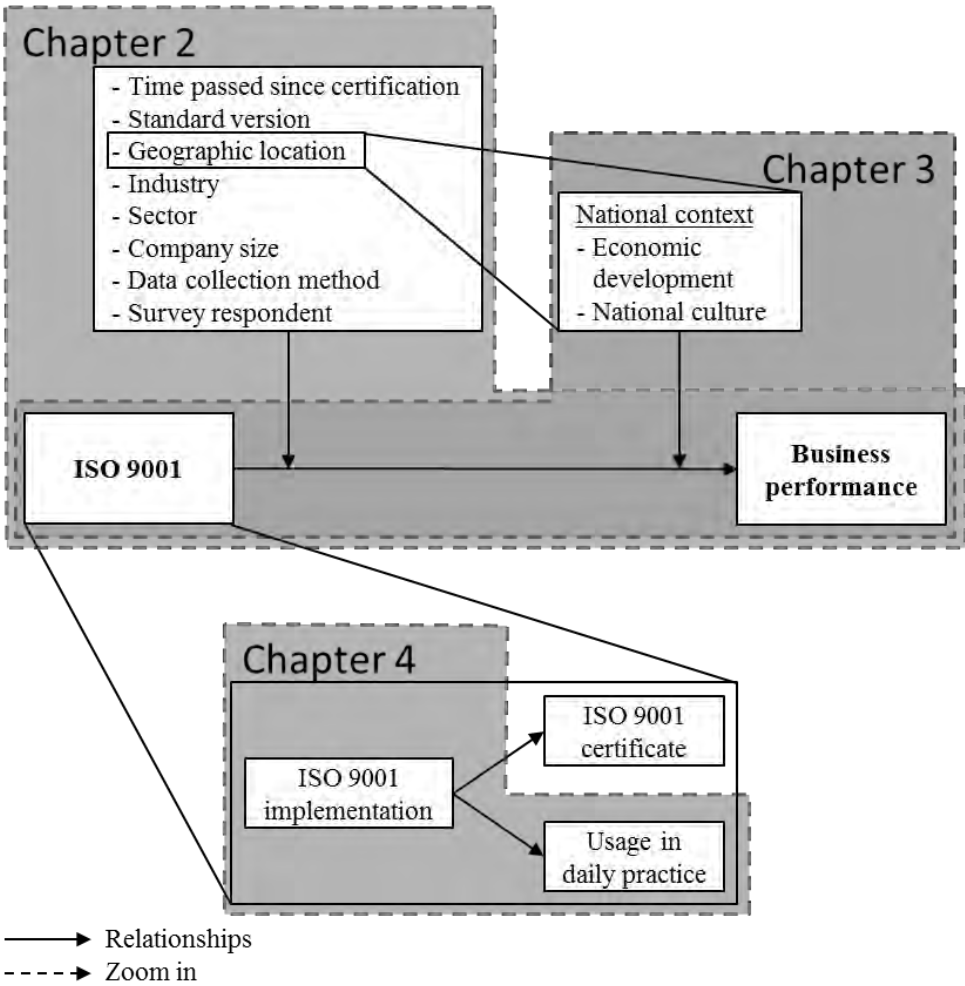 Chapter 2
- Time passed since certification
- Standard version
- Geographic location
- Industry
- Sector
- Company size
- Data collection method
- Survey respondent
Chapter 3
National context
- Economic
development
- National culture
ISO 9001
Business
performance
Chapter 4
ISO 9001
implementation
ISO 9001
certificate
Usage in
daily practice
Relationships
Zoom in